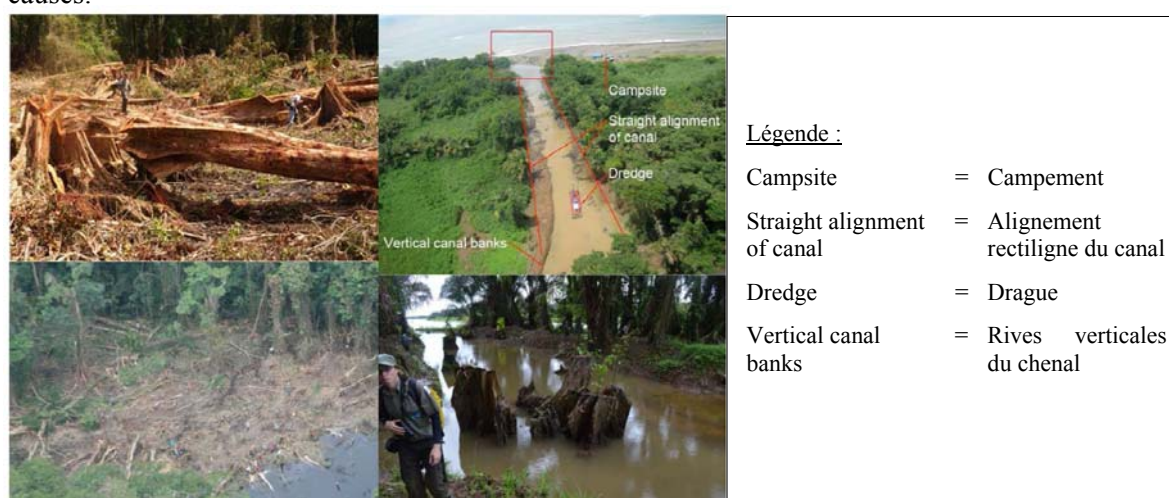 causes.
Campsite
Straight alignment
of canal
Dredge
Vertical canal banks
Légende :
Campsite = Campement
Straight alignment = Alignement
of canal rectiligne du canal
Dredge = Drague
Vertical canal = Rives verticales
banks du chenal